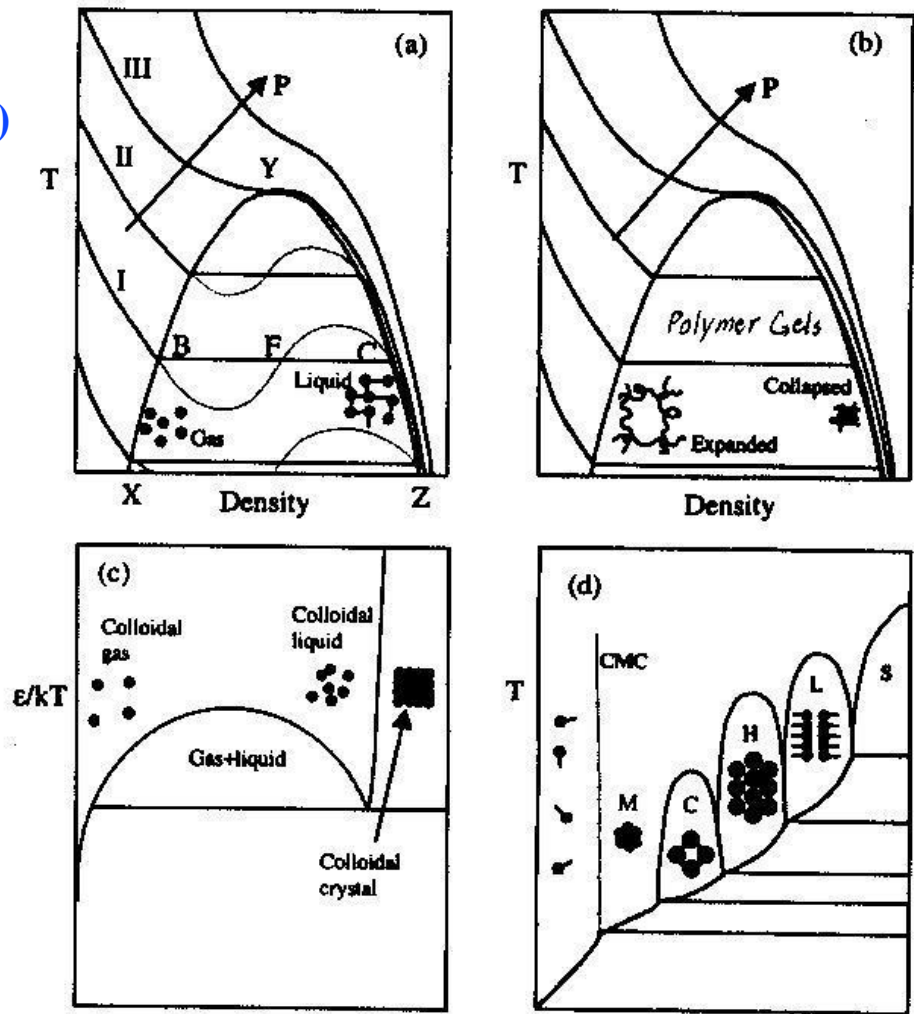 (a)
III
P
)
II
Y
T
I
B F C
Liquid
Gas
X Density Z
(b)
P
T
Polymer Gels
Collapsed
Expanded
Density
(c)
Colloidal
gas
Colloidal
liquid
ε/kT
Gas+liquid
Colloidal
crystal
(d)
CMC
T
S
L
H
M
C